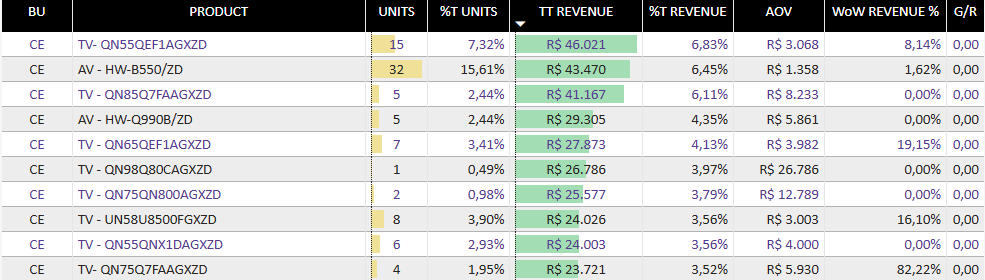 BU PRODUCT UNITS %T UNITS TT REVENUE %T REVENUE AOV WoW REVENUE % G/R
CE TV- QN55QEF1AGXZD 15 7,32% R$ 46.021 6,83% R$ 3.068 8,14% 0,00
CE AV - HW-B550/ZD 32 15,61% R$ 43.470 6,45% R$ 1.358 1,62% 0,00
CE TV - QN85Q7FAAGXZD 5 2,44% R$ 41.167 6,11% R$ 8.233 0,00% 0,00
CE AV - HW-Q990B/ZD 5 2,44% R$ 29.305 4,35% R$ 5.861 0,00% 0,00
CE TV - QN65QEF1AGXZD 7 3,41% R$ 27.873 4,13% R$ 3.982 19,15% 0,00
CE TV - QN98Q80CAGXZD 1 0,49% R$ 26.786 3,97% R$ 26.786 0,00% 0,00
CE TV - QN75QN800AGXZD 2 0,98% R$ 25.577 3,79% R$ 12.789 0,00% 0,00
CE TV - UN58U8500FGXZD 8 3,90% R$ 24.026 3,56% R$ 3.003 16,10% 0,00
CE TV - QN55QNX1DAGXZD 6 2,93% R$ 24.003 3,56% R$ 4.000 0,00% 0,00
CE TV- QN75Q7FAAGXZD 4 1,95% R$ 23.721 3,52% R$ 5.930 82,22% 0,00